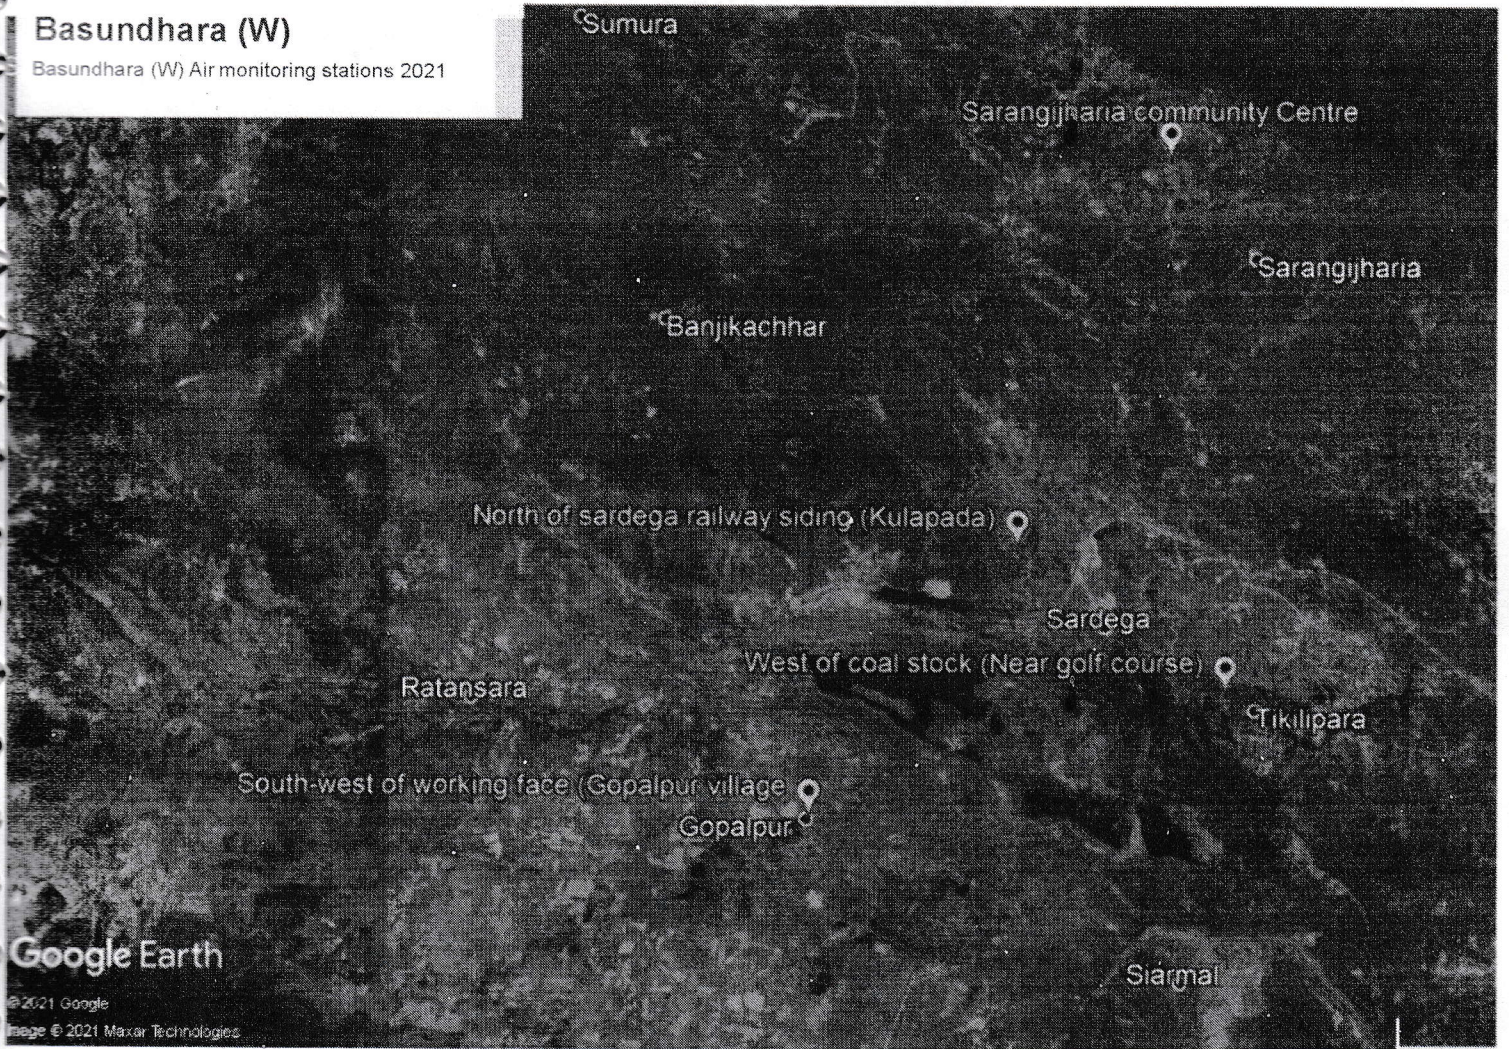 Basundhara (W)
Basundhara (W) Air monitoring stations 2021
Sumura
Sarangijharia community Centre
Sarangijharia
Banjikachhar
North of sardega railway siding (Kulapada)
Sardega
West of coal stock (Near golf course)
Ratansara
Tikilipara
South-west of working face (Gopalpur village
Gopalpur
Google Earth
Siarmal
©2021 Google
Image © 2021 Maxar Technologies